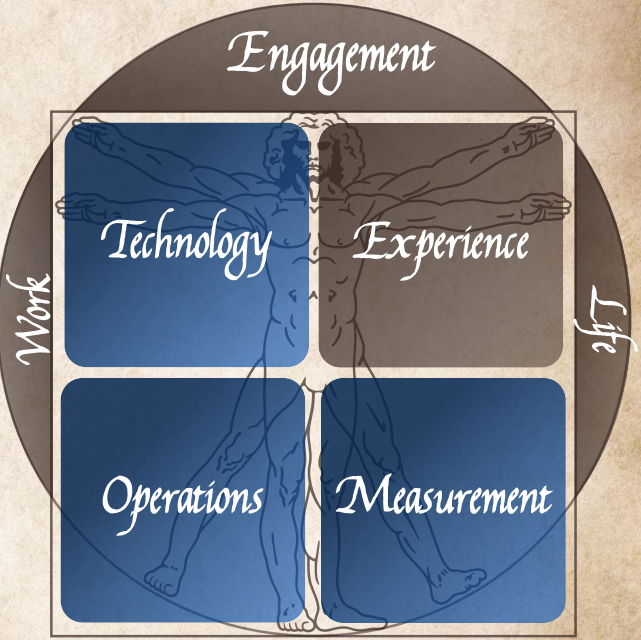 Engagement
Technology
Experience
Work
Life
Operations
Measurement